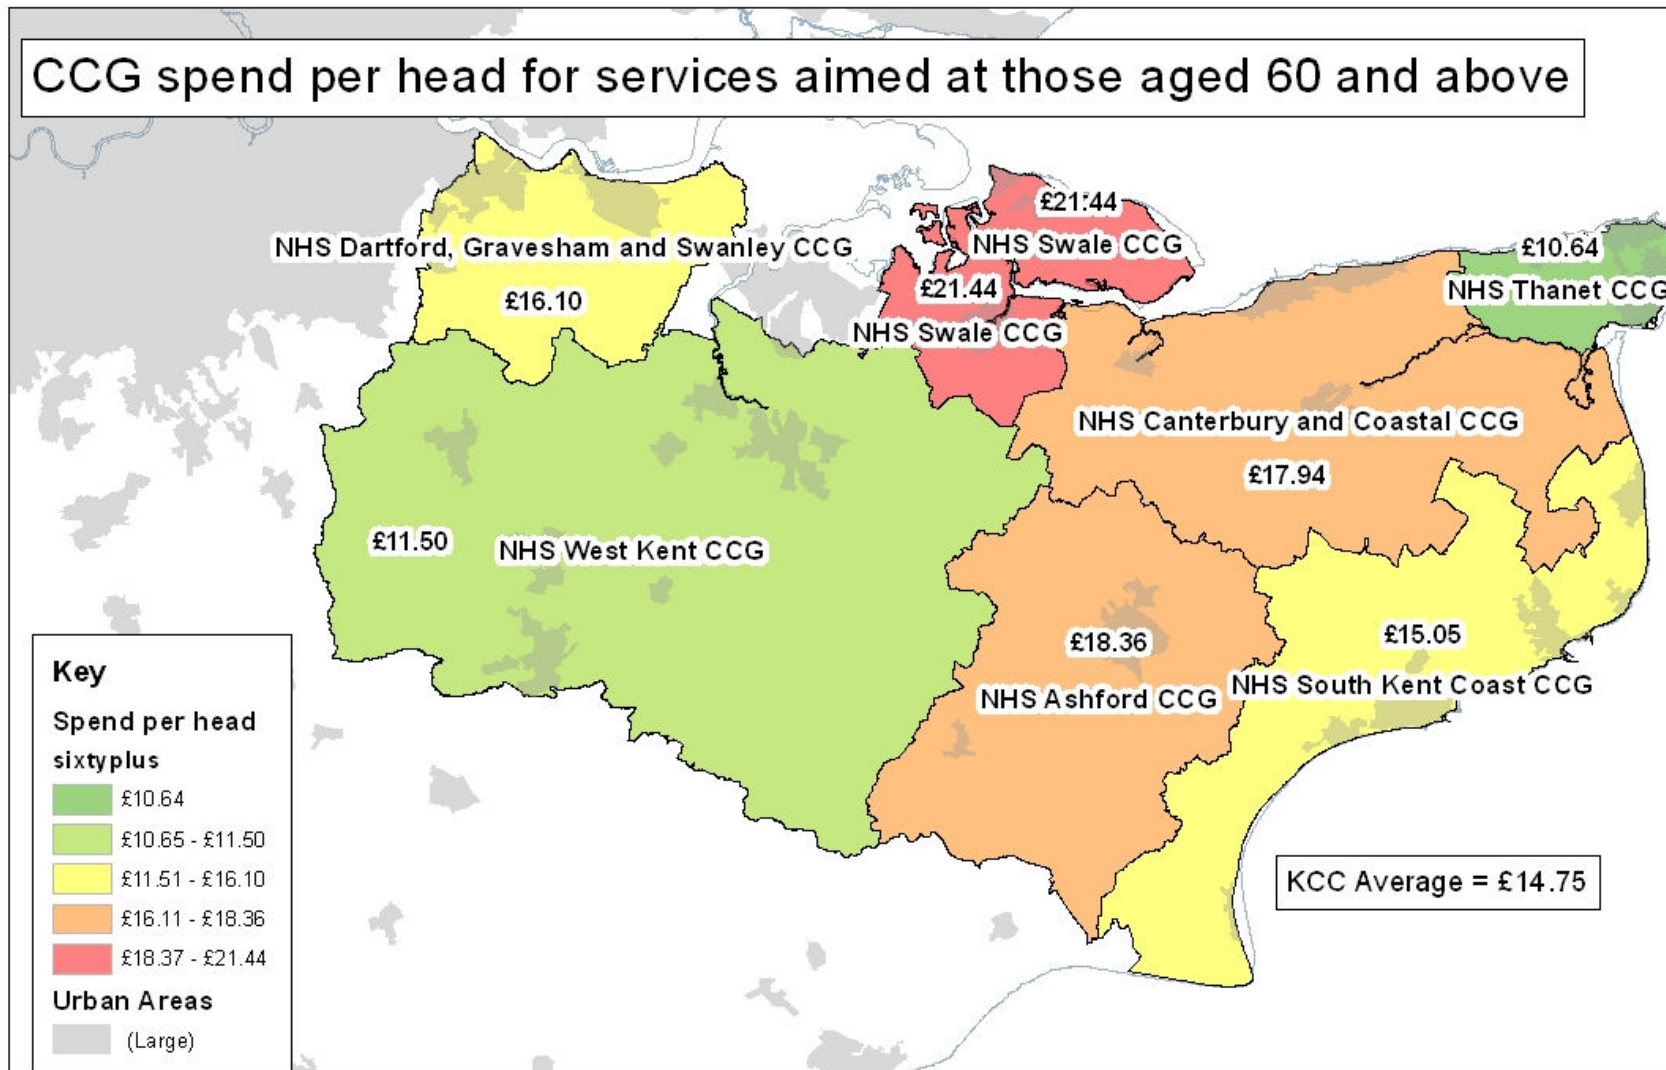 CCG spend per head for services aimed at those aged 60 and above
£21.44
NHS Swale CCG
£10.64
NHS Thanet CCG
NHS Dartford, Gravesham and Swanley CCG
£16.10
£21.44
NHS Swale CCG
NHS Canterbury and Coastal CCG
£17.94
£11.50
NHS West Kent CCG
£18.36
NHS Ashford CCG
£15.05
NHS South Kent Coast CCG
Key
Spend per head
sixtyplus
£10.64
£10.65 - £11.50
£11.51 - £16.10
£16.11 - £18.36
£18.37 - £21.44
Urban Areas
(Large)
KCC Average = £14.75